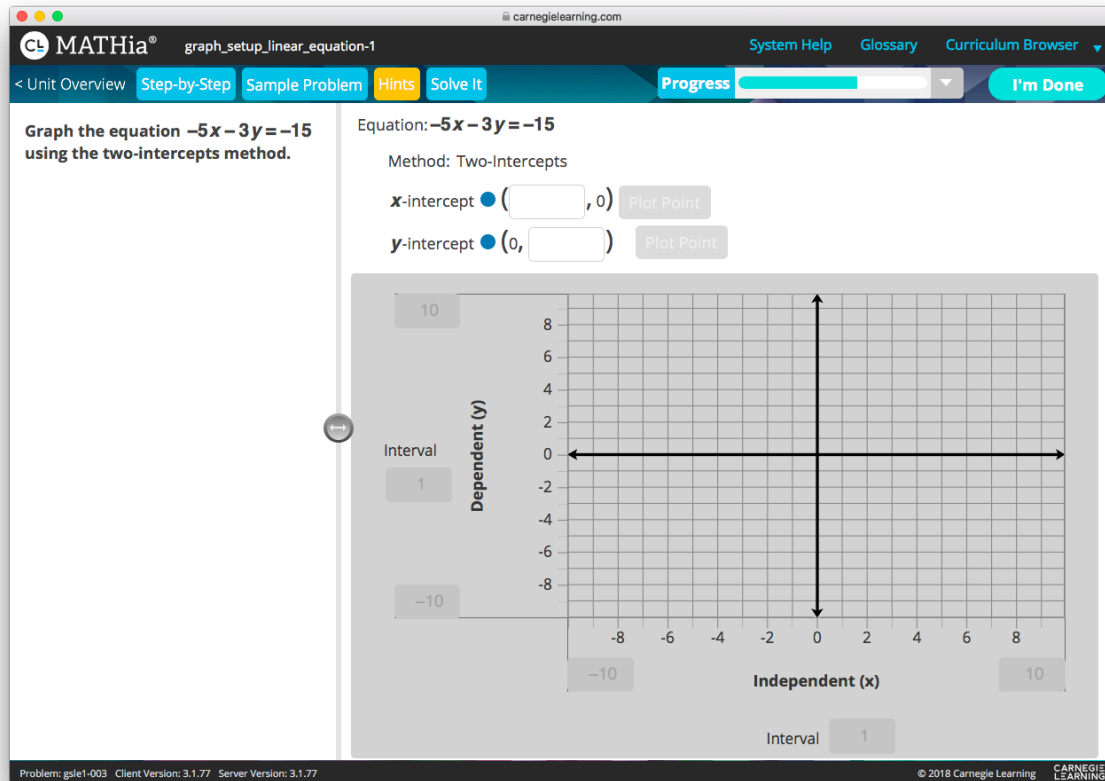 carnegielearning.com
CL MATHia® graph_setup_linear_equation-1 System Help Glossary Curriculum Browser
< Unit Overview Step-by-Step Sample Problem Hints Solve It Progress I'm Done
Graph the equation −5x − 3y = −15
using the two-intercepts method.
Equation: −5x − 3y = −15
Method: Two-Intercepts
x-intercept ( , 0) Plot Point
y-intercept (0, ) Plot Point
10
8
6
4
2
0
-2
-4
-6
-8
−10
Interval
1
Dependent (y)
-8 -6 -4 -2 0 2 4 6 8
−10 Independent (x) 10
Interval 1
Problem: gsle1-003 Client Version: 3.1.77 Server Version: 3.1.77 © 2018 Carnegie Learning CARNEGIE
LEARNING